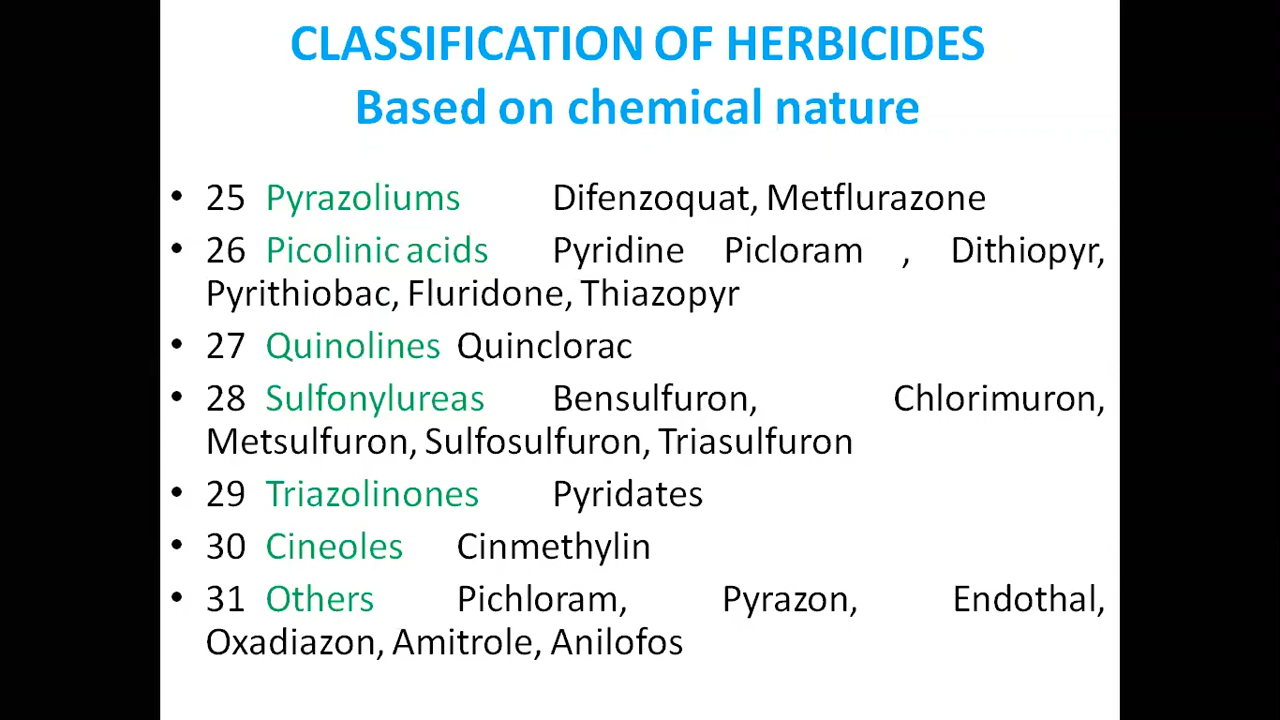 CLASSIFICATION OF HERBICIDES
Based on chemical nature
• 25 Pyrazoliums Difenzoquat, Metflurazone
• 26 Picolinic acids Pyridine Picloram , Dithiopyr,
Pyrithiobac, Fluridone, Thiazopyr
• 27 Quinolines Quinclorac
• 28 Sulfonylureas Bensulfuron, Chlorimuron,
Metsulfuron, Sulfosulfuron, Triasulfuron
• 29 Triazolinones Pyridates
• 30 Cineoles Cinmethylin
• 31 Others Pichloram, Pyrazon, Endothal,
Oxadiazon, Amitrole, Anilofos